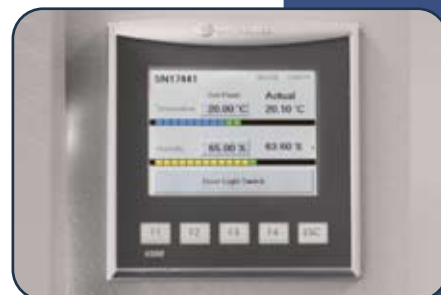 SN17441
Set Point Actual
Temperature 20.00 °C 20.10 °C
Humidity 65.00 % 63.60 %
Door Light Switch
F1 F2 F3 F4 ESC